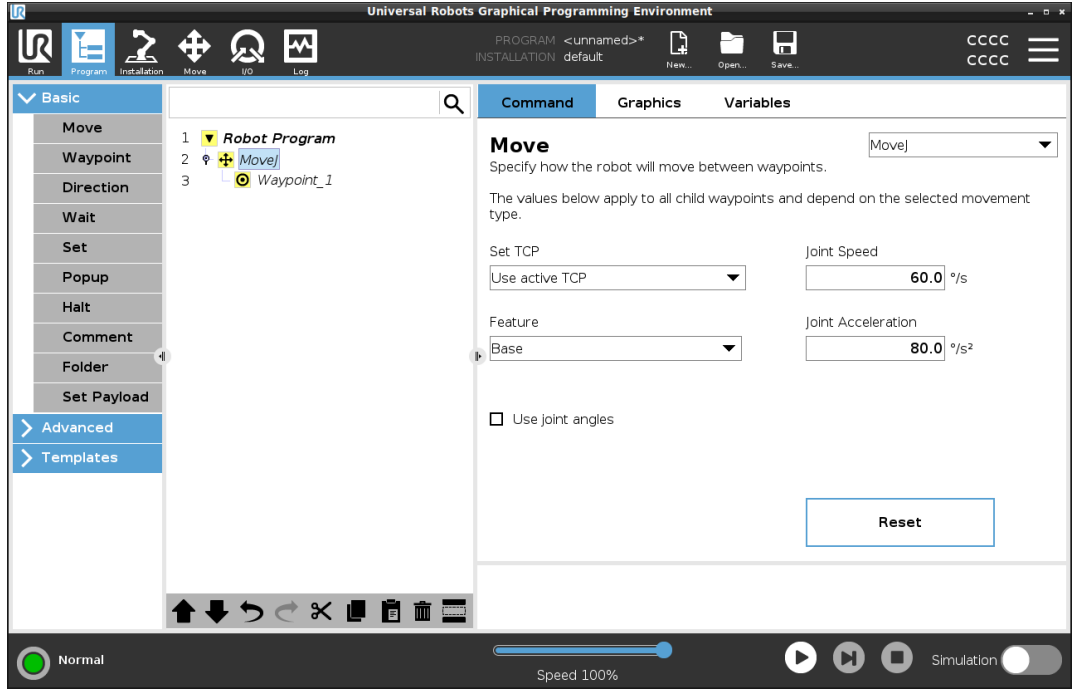 Universal Robots Graphical Programming Environment
UR
Run
Program
Installation
Move
I/O
Log
PROGRAM <unnamed>*
INSTALLATION default
New...
Open...
Save...
CCCC
CCCC
Basic
Move
Waypoint
Direction
Wait
Set
Popup
Halt
Comment
Folder
Set Payload
Advanced
Templates
1 Robot Program
2 MoveJ
3 Waypoint_1
Command Graphics Variables
Move
MoveJ
Specify how the robot will move between waypoints.
The values below apply to all child waypoints and depend on the selected movement
type.
Set TCP
Use active TCP
Joint Speed
60.0 °/s
Feature
Base
Joint Acceleration
80.0 °/s²
Use joint angles
Reset
Normal
Speed 100%
Simulation